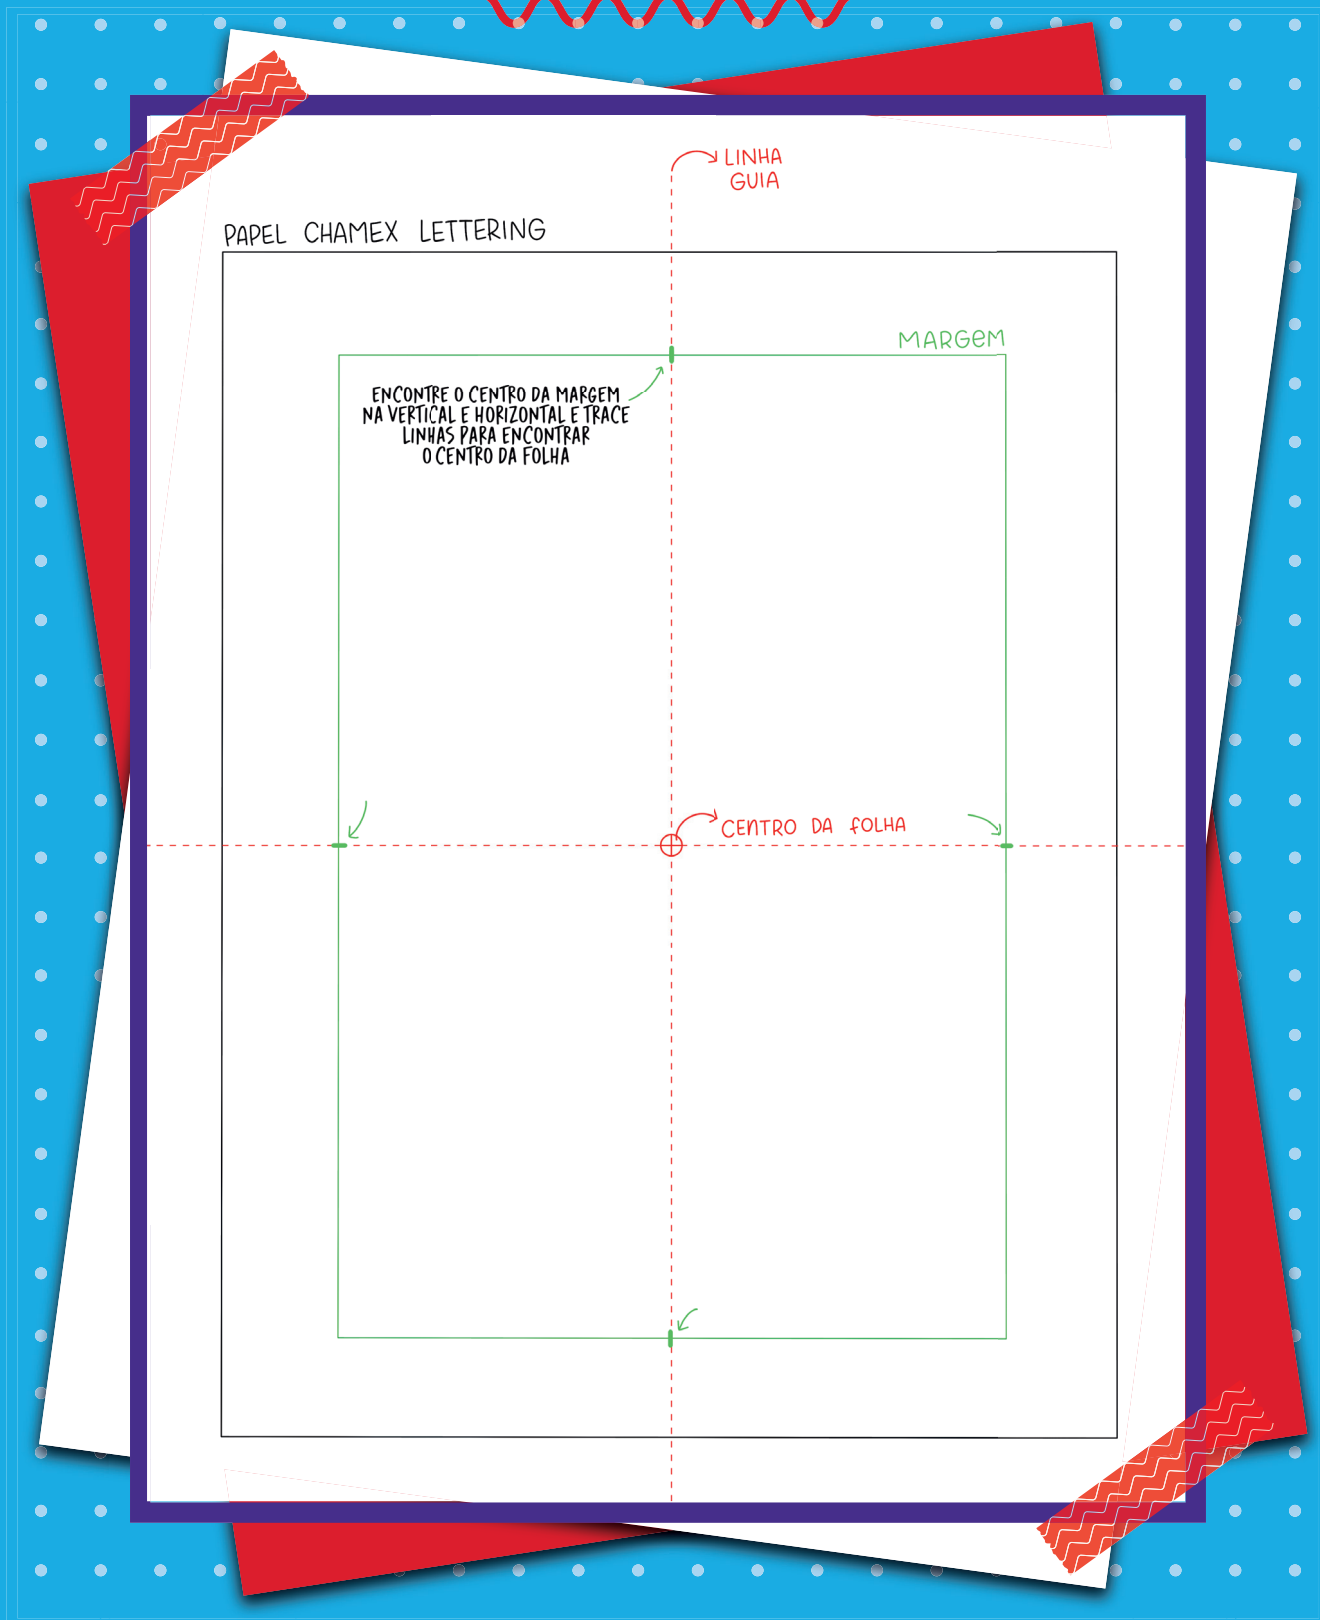 LINHA
GUIA
PAPEL CHAMEX LETTERING
MARGEM
ENCONTRE O CENTRO DA MARGEM
NA VERTICAL E HORIZONTAL E TRACE
LINHAS PARA ENCONTRAR
O CENTRO DA FOLHA
CENTRO DA FOLHA